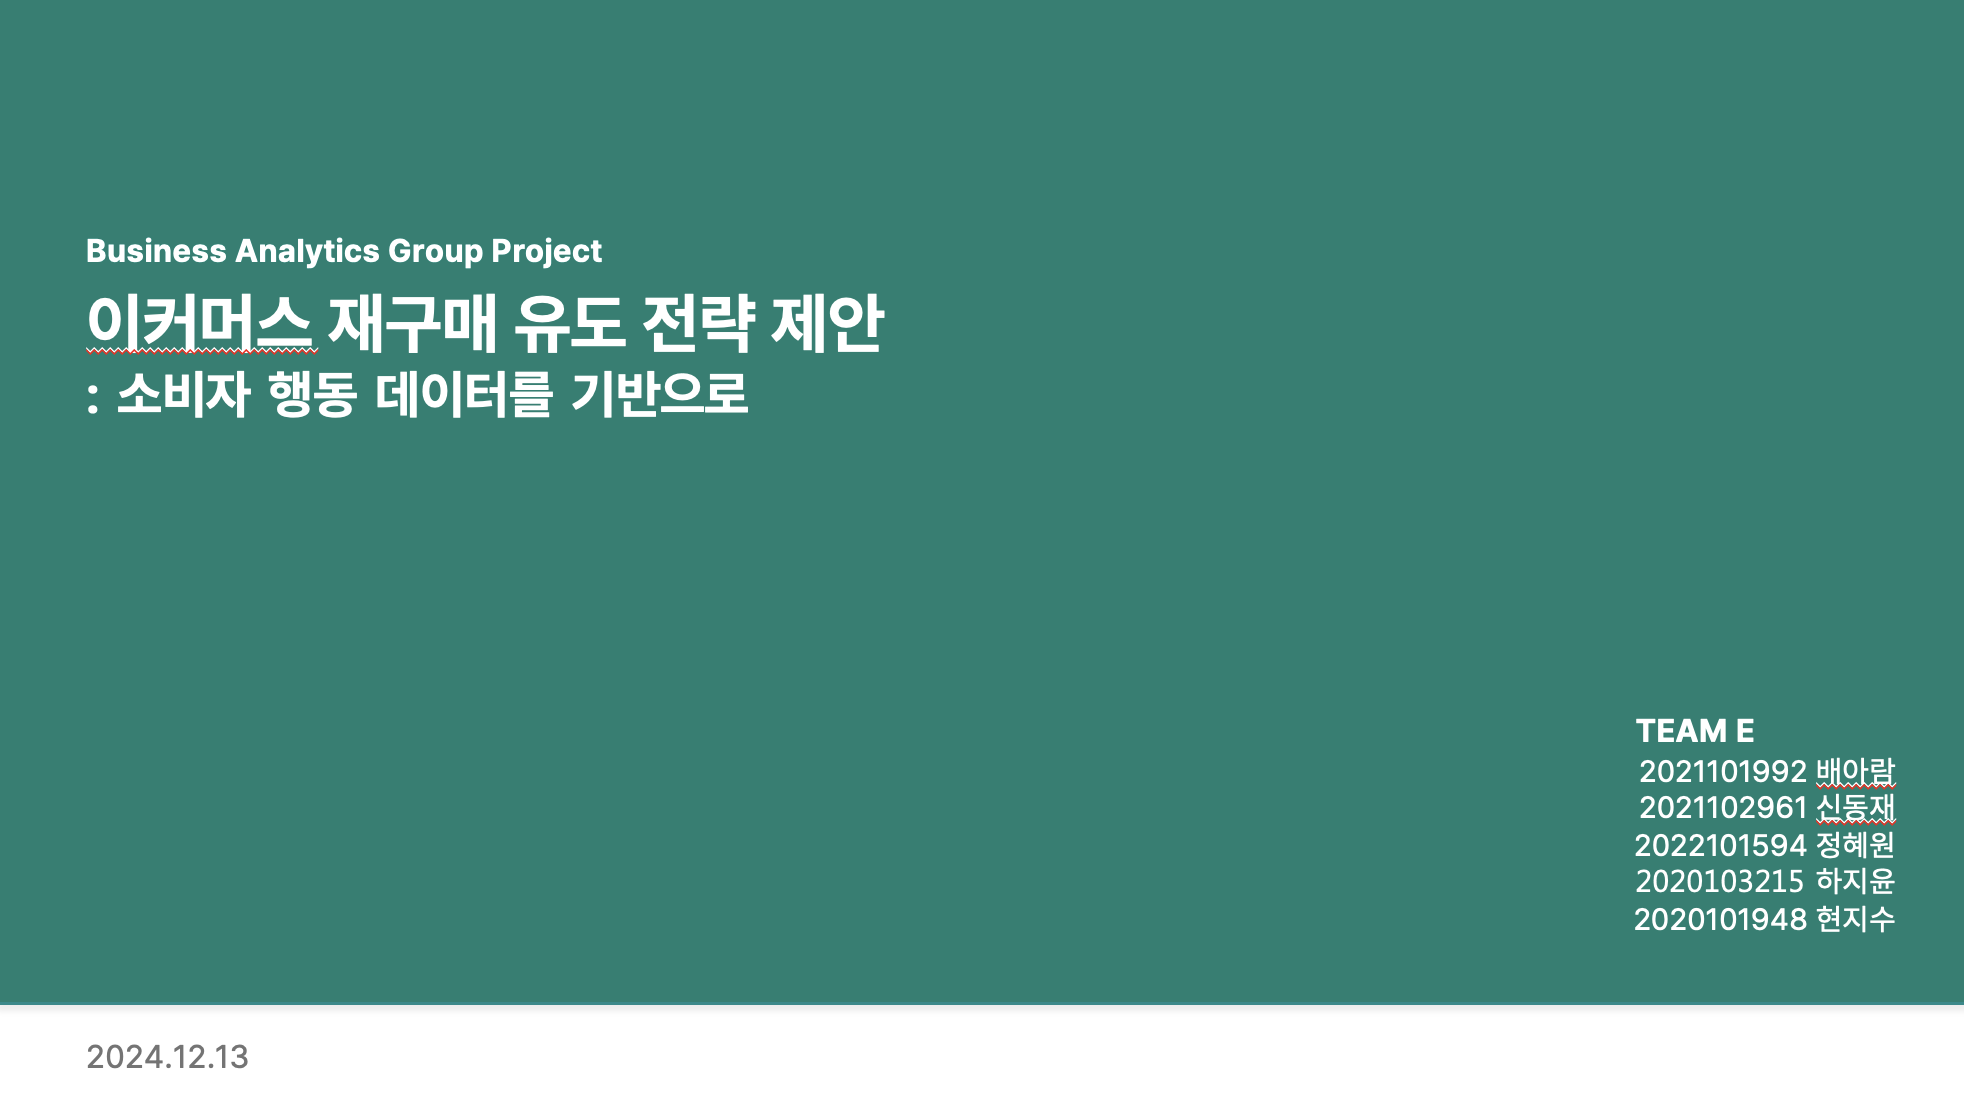 Business Analytics Group Project
이커머스 재구매 유도 전략 제안
: 소비자 행동 데이터를 기반으로
TEAM E
2021101992 배아람
2021102961 신동재
2022101594 정혜원
2020103215 하지윤
2020101948 현지수
2024.12.13